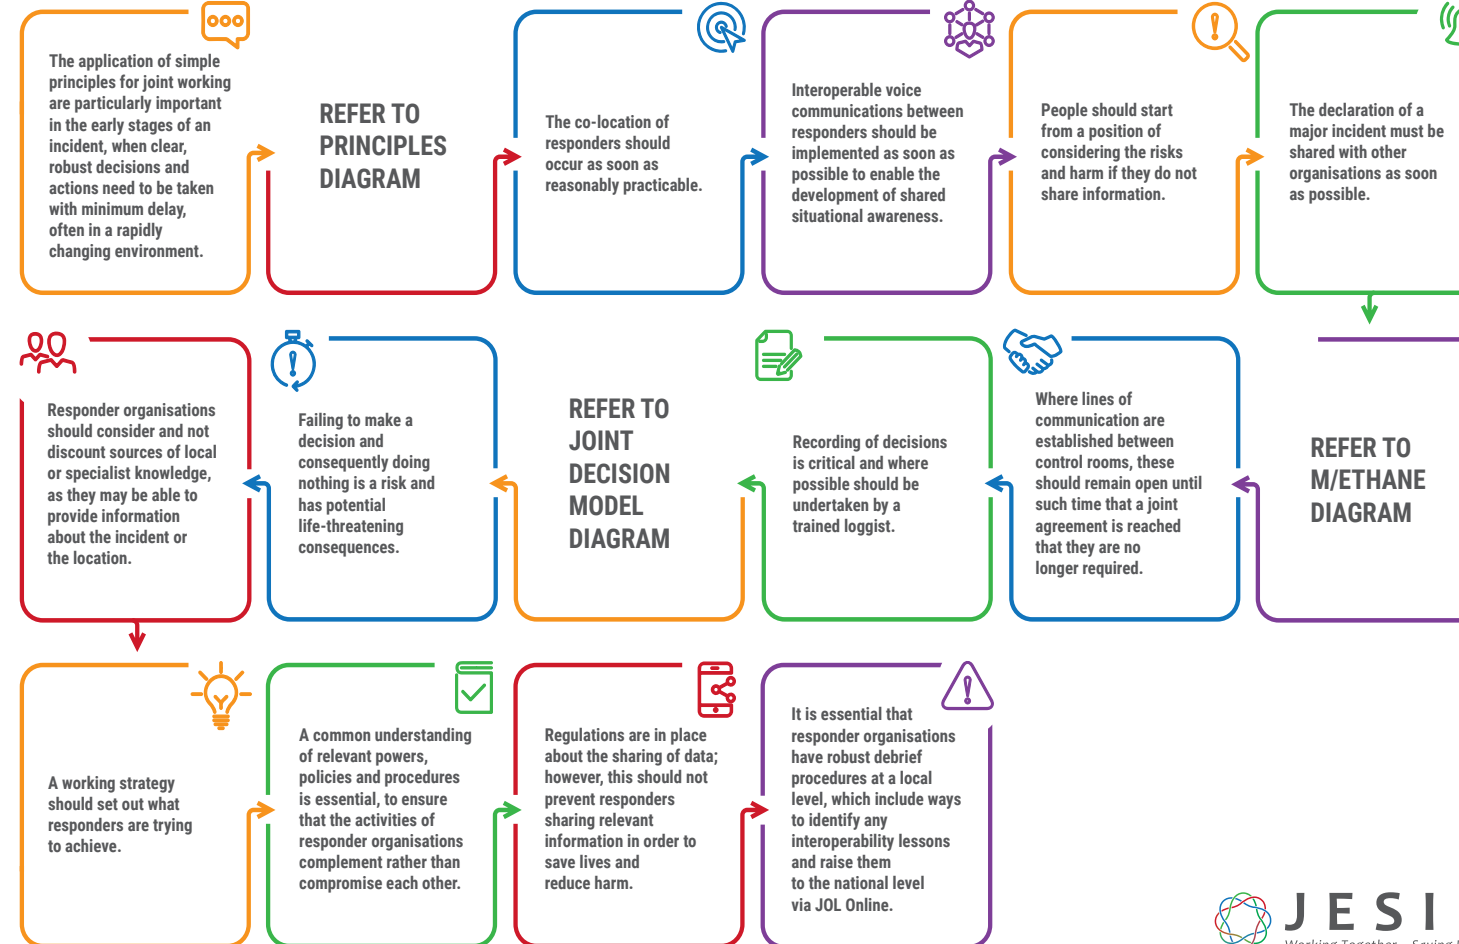 The application of simple
principles for joint working
are particularly important
in the early stages of an
incident, when clear,
robust decisions and
actions need to be taken
with minimum delay,
often in a rapidly
changing environment.
REFER TO
PRINCIPLES
DIAGRAM
The co-location of
responders should
occur as soon as
reasonably practicable.
Interoperable voice
communications between
responders should be
implemented as soon as
possible to enable the
development of shared
situational awareness.
People should start
from a position of
considering the risks
and harm if they do not
share information.
The declaration of a
major incident must be
shared with other
organisations as soon
as possible.
REFER TO
M/ETHANE
DIAGRAM
Where lines of
communication are
established between
control rooms, these
should remain open until
such time that a joint
agreement is reached
that they are no
longer required.
Recording of decisions
is critical and where
possible should be
undertaken by a
trained loggist.
REFER TO
JOINT
DECISION
MODEL
DIAGRAM
Failing to make a
decision and
consequently doing
nothing is a risk and
has potential
life-threatening
consequences.
Responder organisations
should consider and not
discount sources of local
or specialist knowledge,
as they may be able to
provide information
about the incident or
the location.
A working strategy
should set out what
responders are trying
to achieve.
A common understanding
of relevant powers,
policies and procedures
is essential, to ensure
that the activities of
responder organisations
complement rather than
compromise each other.
Regulations are in place
about the sharing of data;
however, this should not
prevent responders
sharing relevant
information in order to
save lives and
reduce harm.
It is essential that
responder organisations
have robust debrief
procedures at a local
level, which include ways
to identify any
interoperability lessons
and raise them
to the national level
via JOL Online.
JESI
Working Together – Saving